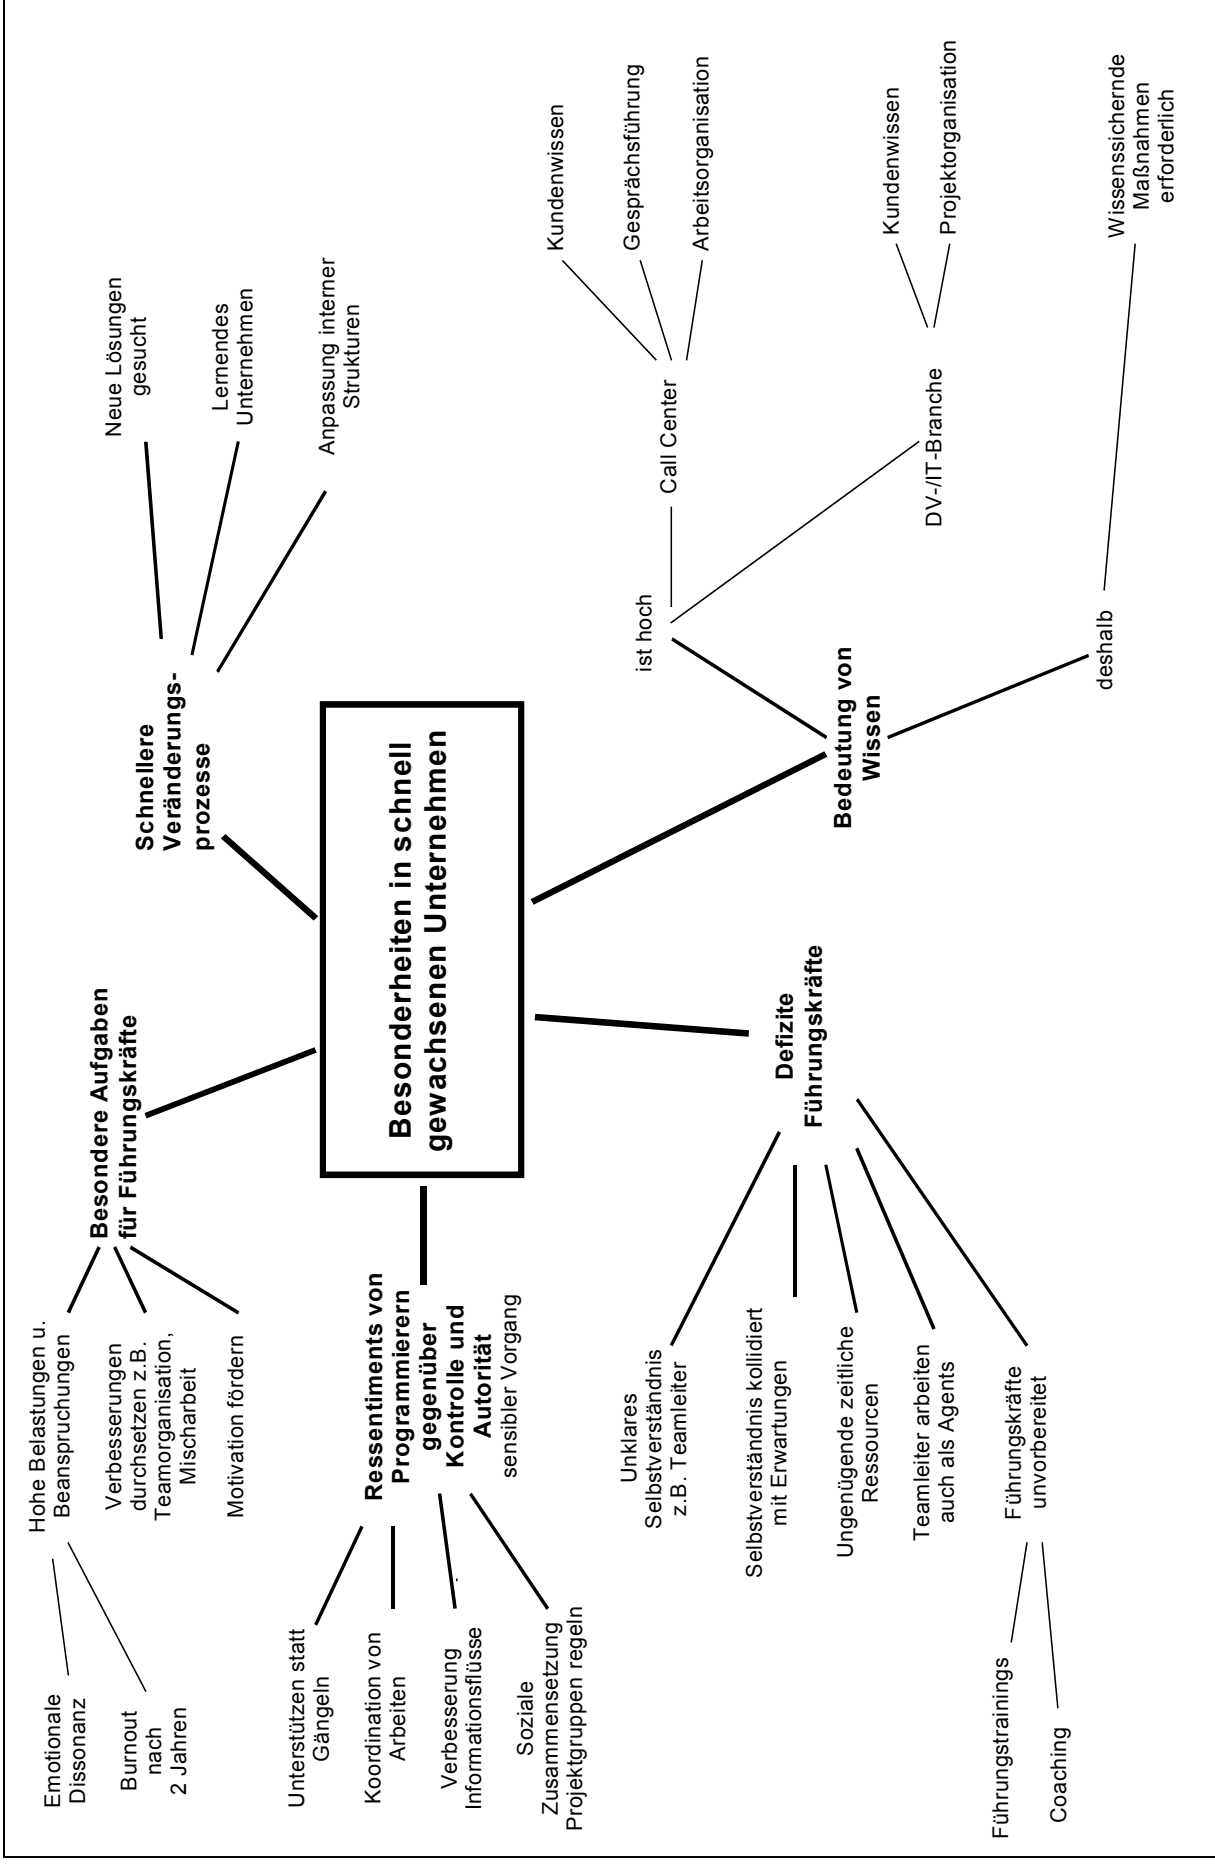 Emotionale
Dissonanz
Burnout
nach
2 Jahren
Hohe Belastungen u.
Beanspruchungen
Verbesserungen
durchsetzen z.B.
Teamorganisation,
Mischarbeit
Motivation fördern
Besondere Aufgaben
für Führungskräfte
Schnellere
Veränderungs-
prozesse
Neue Lösungen
gesucht
Lernendes
Unternehmen
Anpassung interner
Strukturen
Besonderheiten in schnell
gewachsenen Unternehmen
Ressentiments von
Programmierern
gegenüber
Kontrolle und
Autorität
sensibler Vorgang
Unterstützen statt
Gängeln
Koordination von
Arbeiten
Verbesserung
Informationsflüsse
Soziale
Zusammensetzung
Projektgruppen regeln
Defizite
Führungskräfte
Unklares
Selbstverständnis
z.B. Teamleiter
Selbstverständnis kollidiert
mit Erwartungen
Ungenügende zeitliche
Ressourcen
Teamleiter arbeiten
auch als Agents
Führungskräfte
unvorbereitet
Führungstrainings
Coaching
Bedeutung von
Wissen
ist hoch
Call Center
Kundenwissen
Gesprächsführung
Arbeitsorganisation
DV-/IT-Branche
Kundenwissen
Projektorganisation
deshalb
Wissenssichernde
Maßnahmen
erforderlich